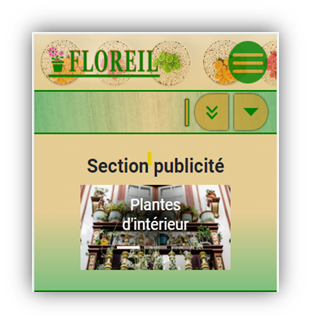 FLOREIL
Section publicité
Plantes
d'intérieur